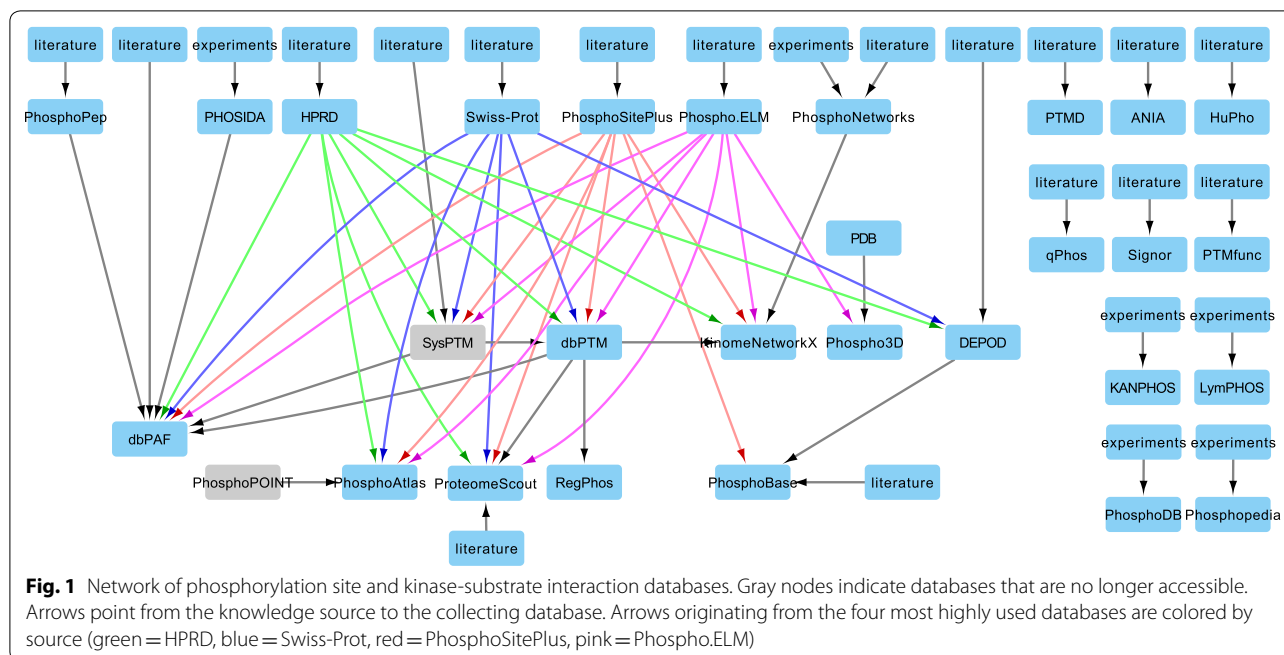 literature literature experiments literature literature literature literature literature experiments literature literature literature literature literature
PhosphoPep PHOSIDA HPRD Swiss-Prot PhosphoSitePlus Phospho.ELM PhosphoNetworks PTMD ANIA HuPho
literature literature literature
PDB qPhos Signor PTMfunc
experiments experiments
SysPTM dbPTM KinomeNetworkX Phospho3D DEPOD
KANPHOS LymPHOS
dbPAF experiments experiments
PhosphoPOINT PhosphoAtlas ProteomeScout RegPhos PhosphoBase literature
PhosphoDB Phosphopedia
literature
Fig. 1 Network of phosphorylation site and kinase-substrate interaction databases. Gray nodes indicate databases that are no longer accessible.
Arrows point from the knowledge source to the collecting database. Arrows originating from the four most highly used databases are colored by
source (green = HPRD, blue = Swiss-Prot, red = PhosphoSitePlus, pink = Phospho.ELM)